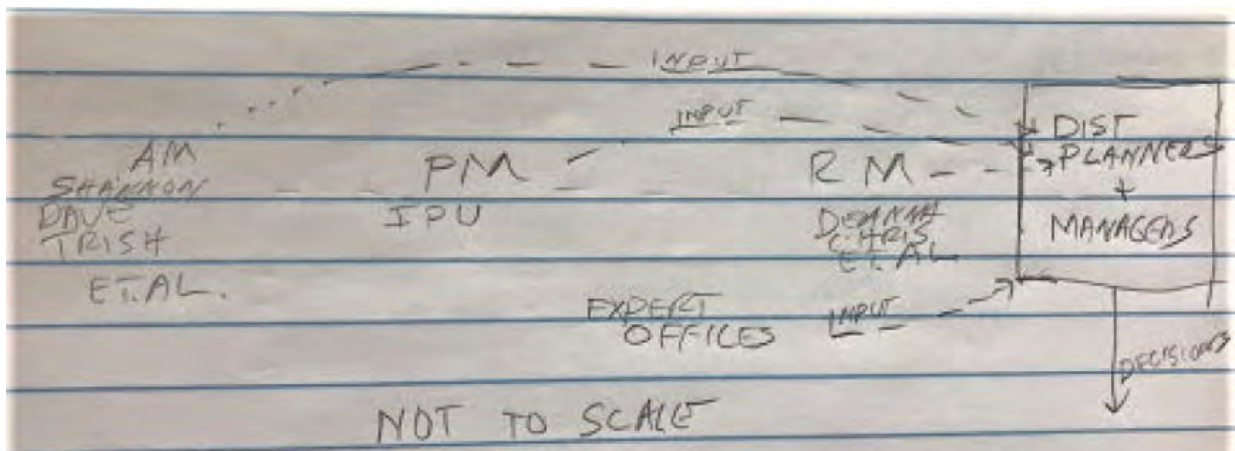 INPUT
INPUT
AM
SHANNON
DAVE
TRISH
ET.AL.
PM
IPU
RM
DEANNA
CHRIS
ET.AL
DIST
PLANNERS
+
MANAGERS
EXPERT
OFFICES
INPUT
DECISIONS
NOT TO SCALE